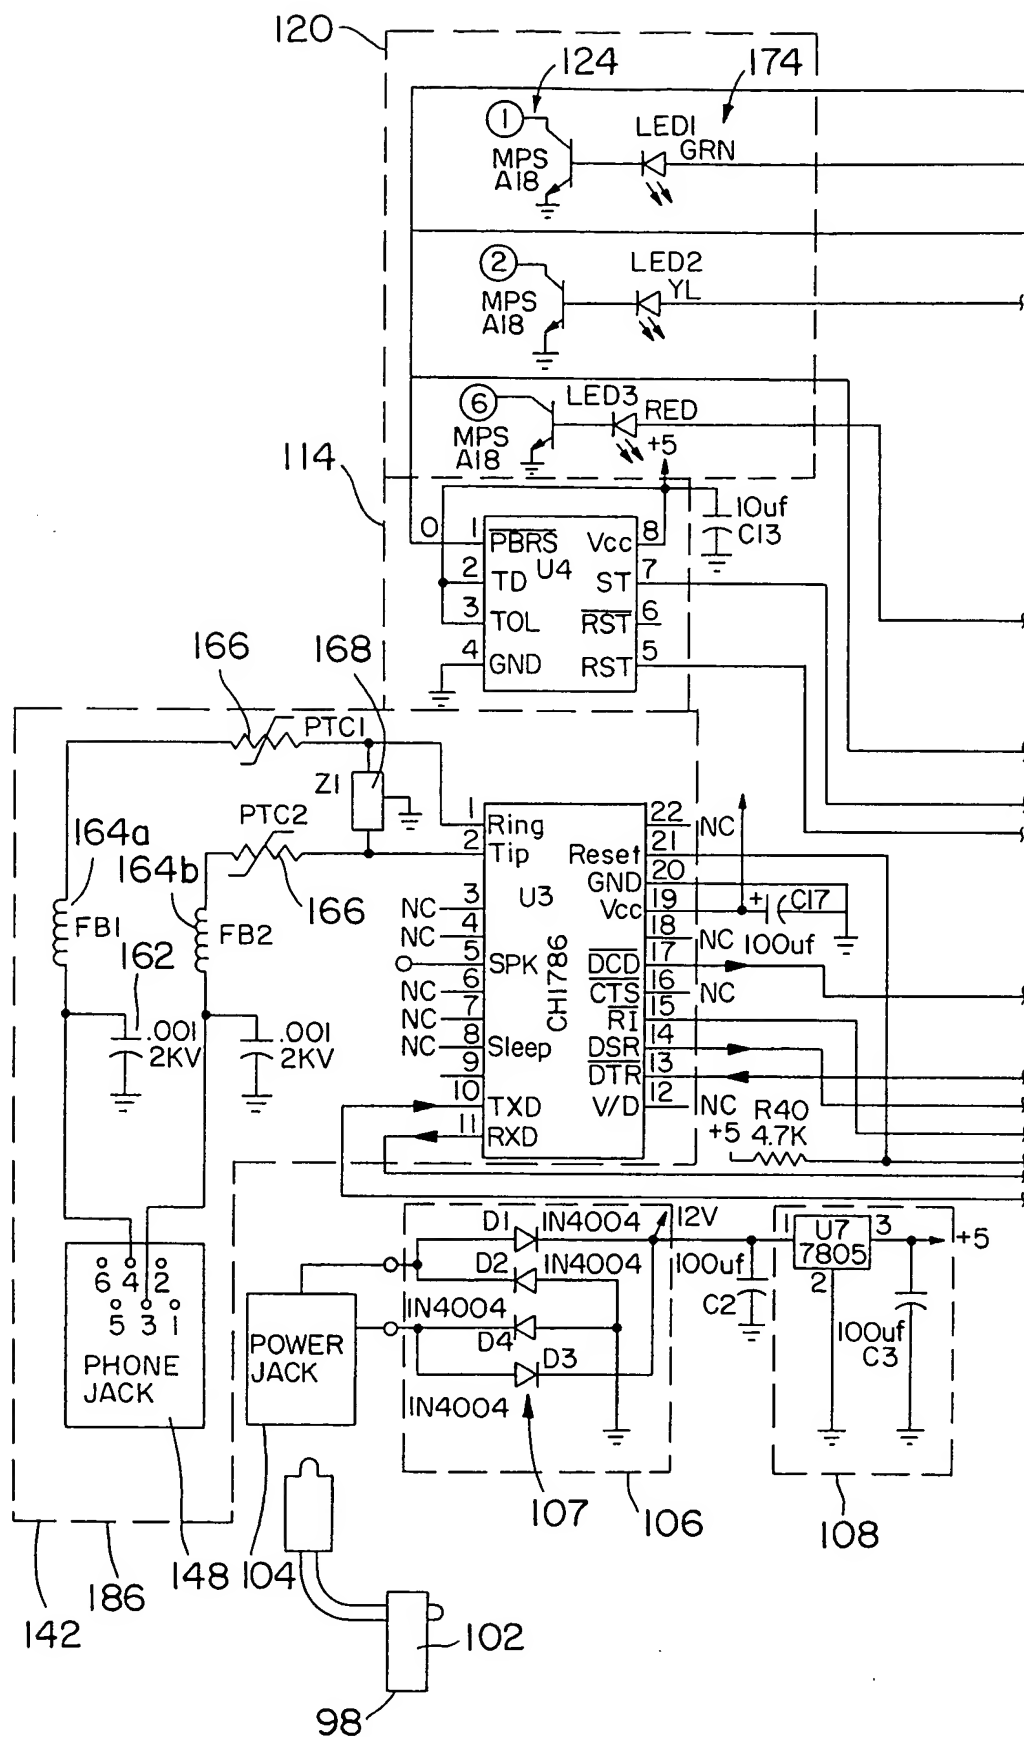 120
124
174
1
LED1
GRN
MPS
A18
2
LED2
YL
MPS
A18
6
LED3
RED
MPS
A18
+5
114
10uf
C13
0
1
PBRS
Vcc
8
U4
2
TD
ST
7
3
TOL
RST
6
4
GND
RST
5
166
168
PTC1
Z1
PTC2
164a
164b
166
FB1
FB2
162
.001
2KV
.001
2KV
1
Ring
22
NC
2
Tip
Reset
21
GND
20
U3
NC
3
Vcc
19
+
C17
100uf
NC
4
18
NC
5
SPK
DCD
17
CH1786
NC
6
CTS
16
NC
NC
7
RI
15
NC
8
Sleep
DSR
14
9
DTR
13
10
TXD
V/D
12
NC
11
RXD
R40
+5
4.7K
D1
IN4004
12V
D2
IN4004
IN4004
D4
D3
IN4004
100uf
C2
1
U7
7805
3
2
+5
100uf
C3
6
4
2
5
3
1
PHONE
JACK
POWER
JACK
107
106
108
148
104
186
142
102
98